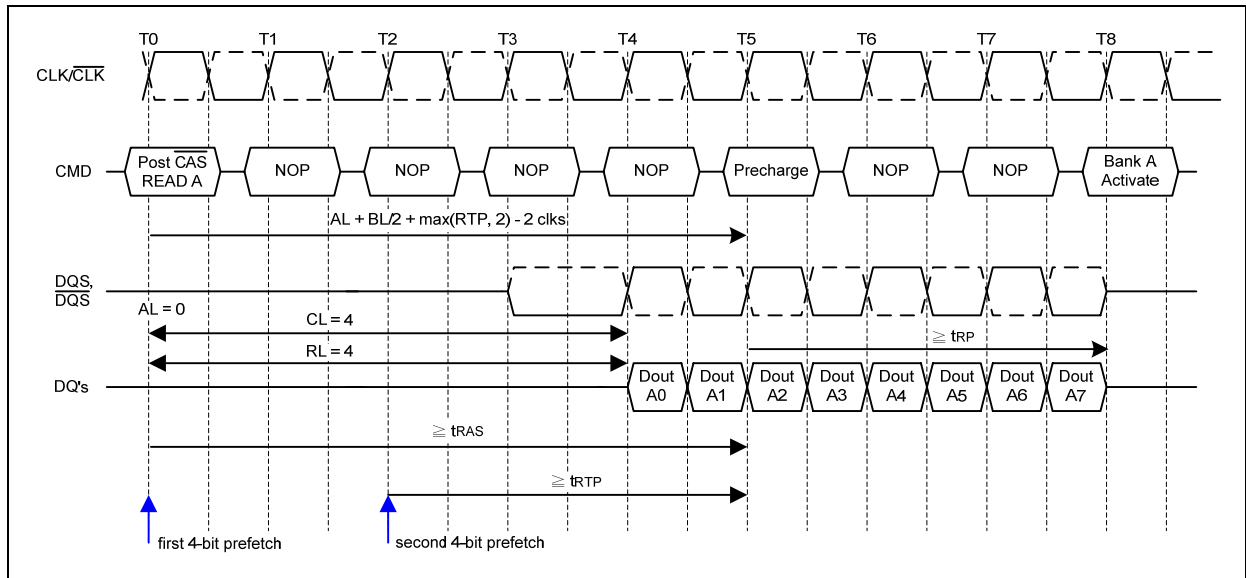 T0 T1 T2 T3 T4 T5 T6 T7 T8
CLK/CLK
CMD
Post CAS
READ A
NOP
NOP
NOP
NOP
Precharge
NOP
NOP
Bank A
Activate
AL + BL/2 + max(RTP, 2) - 2 clks
DQS,
DQS
AL = 0
CL = 4
≧ tRP
RL = 4
DQ's
Dout
A0
Dout
A1
Dout
A2
Dout
A3
Dout
A4
Dout
A5
Dout
A6
Dout
A7
≧ tRAS
≧ tRTP
first 4-bit prefetch
second 4-bit prefetch